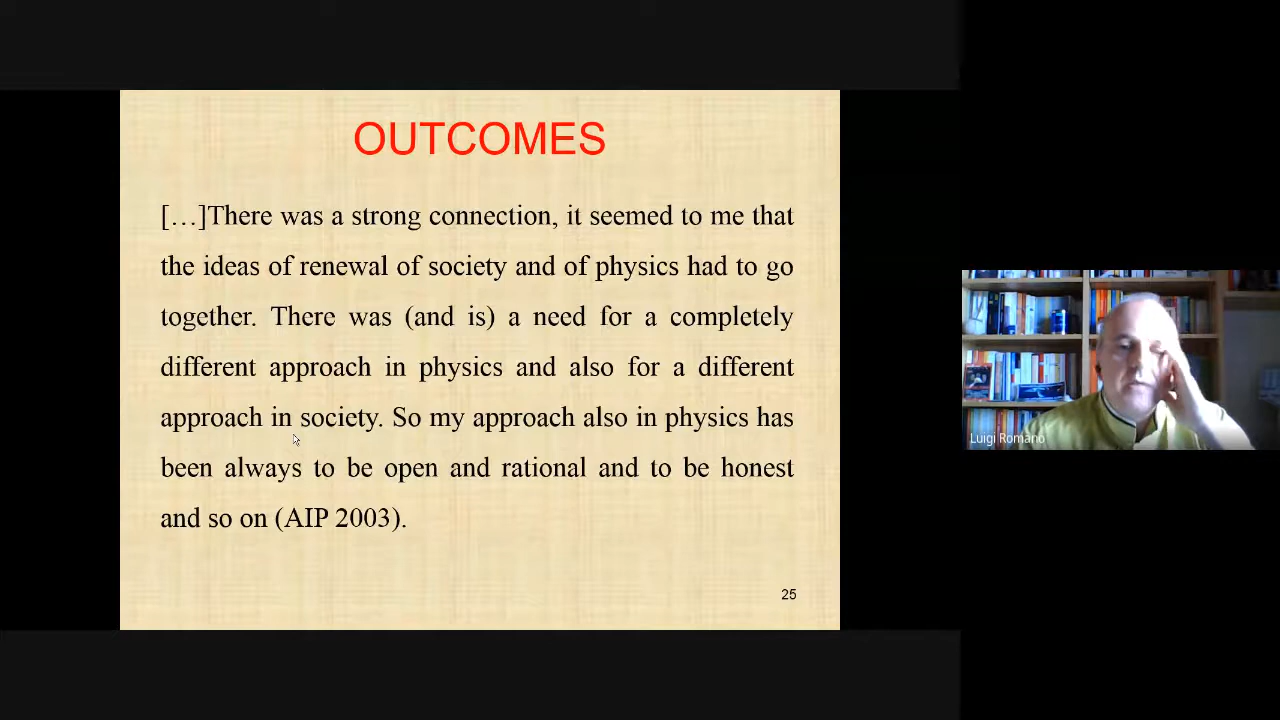 OUTCOMES
[…]There was a strong connection, it seemed to me that
the ideas of renewal of society and of physics had to go
together. There was (and is) a need for a completely
different approach in physics and also for a different
approach in society. So my approach also in physics has
been always to be open and rational and to be honest
and so on (AIP 2003).
25
Luigi Romano